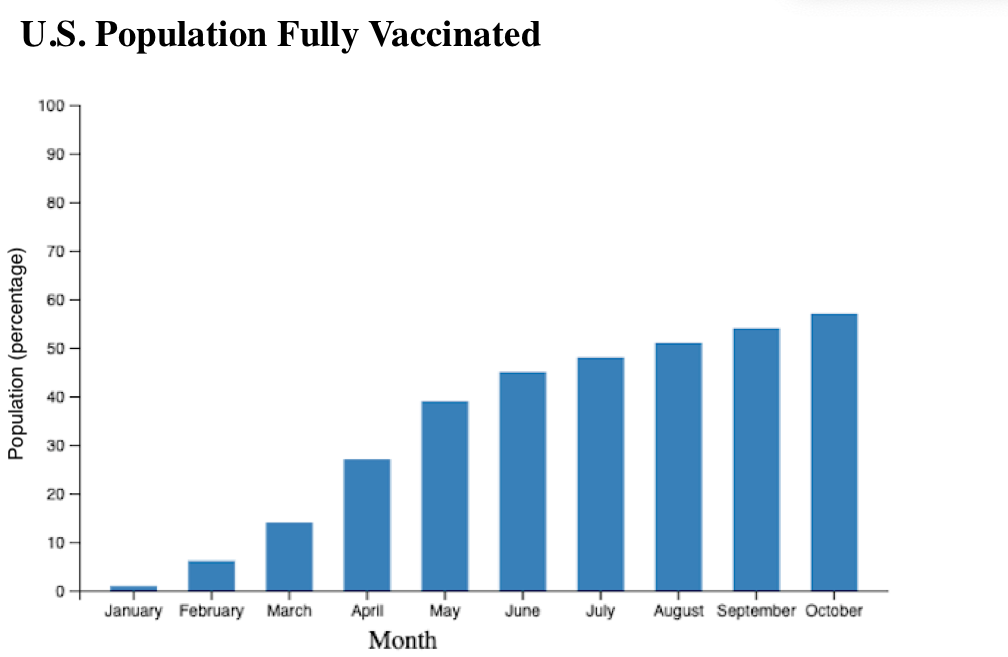 U.S. Population Fully Vaccinated
Population (percentage)
100
90
80
70
60
50
40
30
20
10
0
January February March April May June July August September October
Month